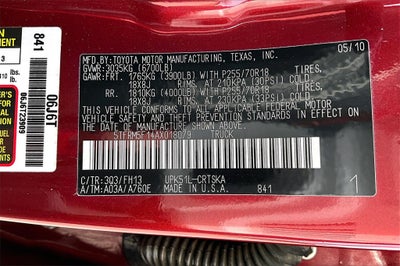 841
06J6T
06J6T23909
MFD. BY: TOYOTA MOTOR MANUFACTURING, TEXAS, INC. 05/10
GVWR: 3035KG (6700LB)
GAWR: FRT. 1765KG (3900LB) WITH P255/70R18 TIRES.
18X8J RIMS. AT 210KPA (30PSI) COLD.
RR. 1810KG (4000LB) WITH P255/70R18 TIRES.
18X8J RIMS. AT 230KPA (33PSI) COLD.
THIS VEHICLE CONFORMS TO ALL APPLICABLE FEDERAL MOTOR
VEHICLE SAFETY AND THEFT PREVENTION STANDARDS IN EFFECT
ON THE DATE OF MANUFACTURE SHOWN ABOVE.
5TFRM5F14AX018079 TRUCK
C/TR: 3Q3/FH13 UPK51L-CRTSKA
A/TM: A03A/A760E MADE IN U.S.A. 841 1